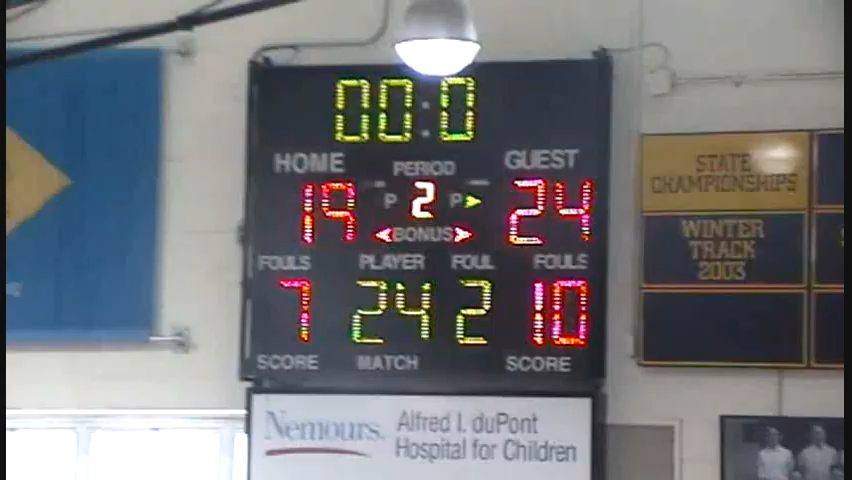 00:0
HOME PERIOD GUEST
19 P 2 P 24
BONUS
FOULS PLAYER FOUL FOULS
7 24 2 10
SCORE MATCH SCORE
Nemours. Alfred I. duPont
Hospital for Children
STATE
CHAMPIONSHIPS
WINTER
TRACK
2003